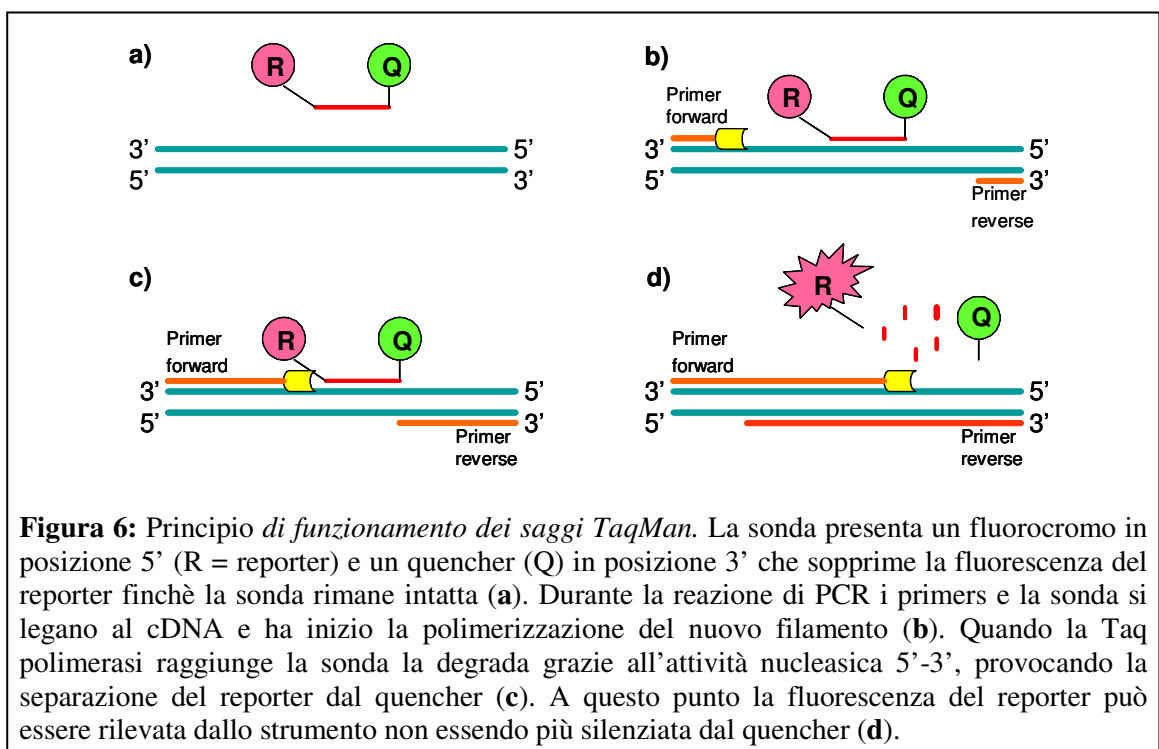 a)
R
Q
3’
5’
5’
3’
b)
Primer
forward
R
Q
3’
5’
5’
3’
Primer
reverse
c)
R
Q
Primer
forward
3’
5’
5’
3’
Primer
reverse
d)
R
Q
Primer
forward
3’
5’
5’
3’
Primer
reverse
Figura 6: Principio di funzionamento dei saggi TaqMan. La sonda presenta un fluorocromo in
posizione 5’ (R = reporter) e un quencher (Q) in posizione 3’ che sopprime la fluorescenza del
reporter finchè la sonda rimane intatta (a). Durante la reazione di PCR i primers e la sonda si
legano al cDNA e ha inizio la polimerizzazione del nuovo filamento (b). Quando la Taq
polimerasi raggiunge la sonda la degrada grazie all’attività nucleasica 5’-3’, provocando la
separazione del reporter dal quencher (c). A questo punto la fluorescenza del reporter può
essere rilevata dallo strumento non essendo più silenziata dal quencher (d).